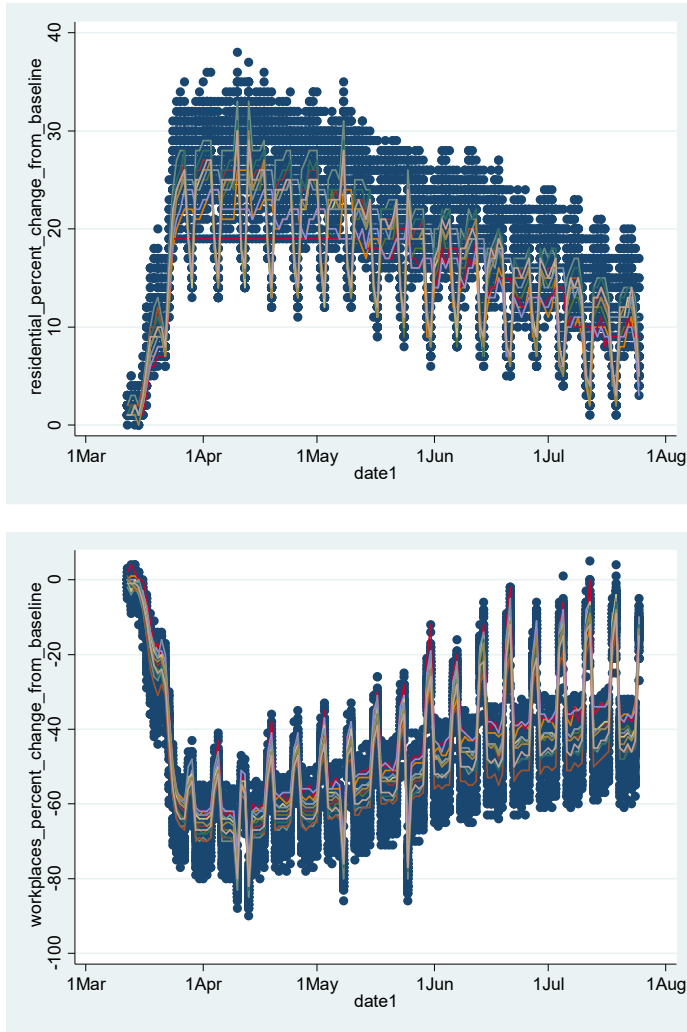 residential_percent_change_from_baseline
40
30
20
10
0
1Mar 1Apr 1May 1Jun 1Jul 1Aug
date1
workplaces_percent_change_from_baseline
0
-20
-40
-60
-80
-100
1Mar 1Apr 1May 1Jun 1Jul 1Aug
date1